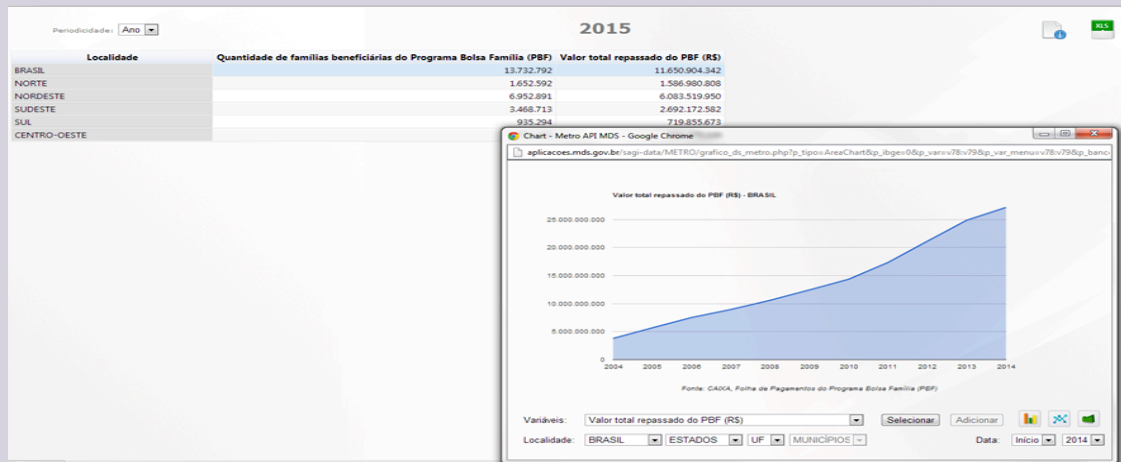 Periodicidade: Ano
2015
XLS
Localidade Quantidade de famílias beneficiárias do Programa Bolsa Família (PBF) Valor total repassado do PBF (R$)
BRASIL 13.732.792 11.650.904.342
NORTE 1.652.592 1.586.980.808
NORDESTE 6.952.891 6.083.519.950
SUDESTE 3.468.713 2.692.172.582
SUL 935.294 719.855.673
CENTRO-OESTE
Chart - Metro API MDS - Google Chrome
aplicacoes.mds.gov.br/sagi-data/METRO/grafico_ds_metro.php?p_tipo=AreaChart&p_ibge=0&p_var=v78:v79&p_var_menu=v78:v79&p_banc
Valor total repassado do PBF (R$) - BRASIL
25.000.000.000
20.000.000.000
15.000.000.000
10.000.000.000
5.000.000.000
0
2004 2005 2006 2007 2008 2009 2010 2011 2012 2013 2014
Fonte: CAIXA, Folha de Pagamentos do Programa Bolsa Família (PBF)
Variáveis: Valor total repassado do PBF (R$) Selecionar Adicionar
Localidade: BRASIL ESTADOS UF MUNICÍPIOS Data: Início 2014